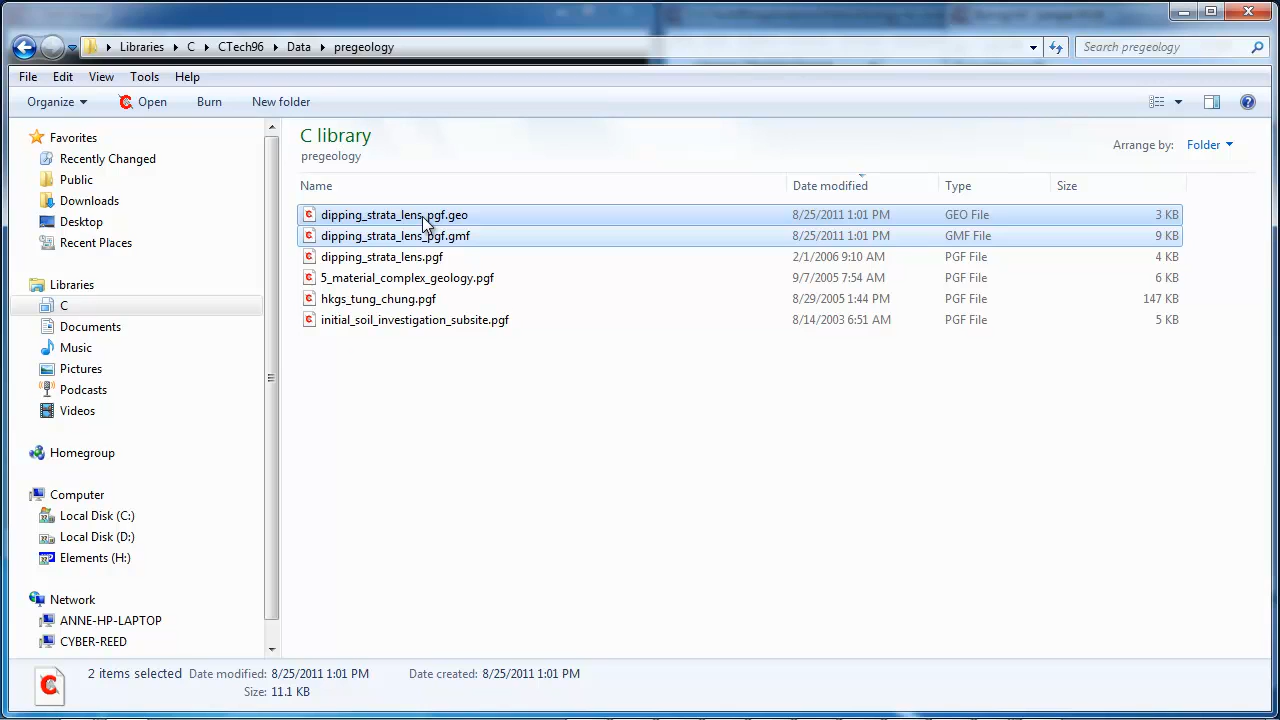 Libraries C CTech96 Data pregeology Search pregeology
File Edit View Tools Help
Organize Open Burn New folder
C library
pregeology
Arrange by: Folder
Name Date modified Type Size
dipping_strata_lens_pgf.geo 8/25/2011 1:01 PM GEO File 3 KB
dipping_strata_lens_pgf.gmf 8/25/2011 1:01 PM GMF File 9 KB
dipping_strata_lens.pgf 2/1/2006 9:10 AM PGF File 4 KB
5_material_complex_geology.pgf 9/7/2005 7:54 AM PGF File 6 KB
hkgs_tung_chung.pgf 8/29/2005 1:44 PM PGF File 147 KB
initial_soil_investigation_subsite.pgf 8/14/2003 6:51 AM PGF File 5 KB
Favorites
Recently Changed
Public
Downloads
Desktop
Recent Places
Libraries
C
Documents
Music
Pictures
Podcasts
Videos
Homegroup
Computer
Local Disk (C:)
Local Disk (D:)
Elements (H:)
Network
ANNE-HP-LAPTOP
CYBER-REED
2 items selected Date modified: 8/25/2011 1:01 PM Date created: 8/25/2011 1:01 PM
Size: 11.1 KB